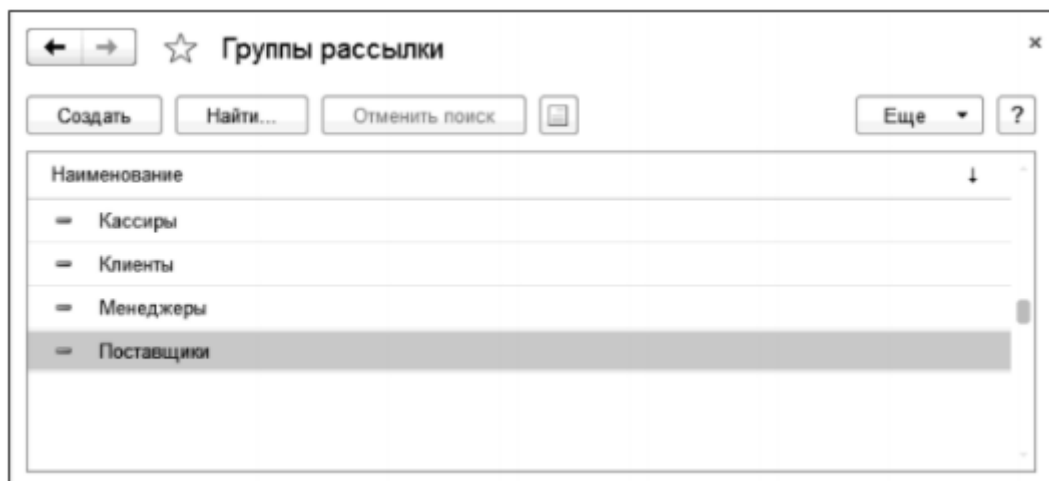 Группы рассылки
Создать Найти... Отменить поиск Еще ?
Наименование
Кассиры
Клиенты
Менеджеры
Поставщики